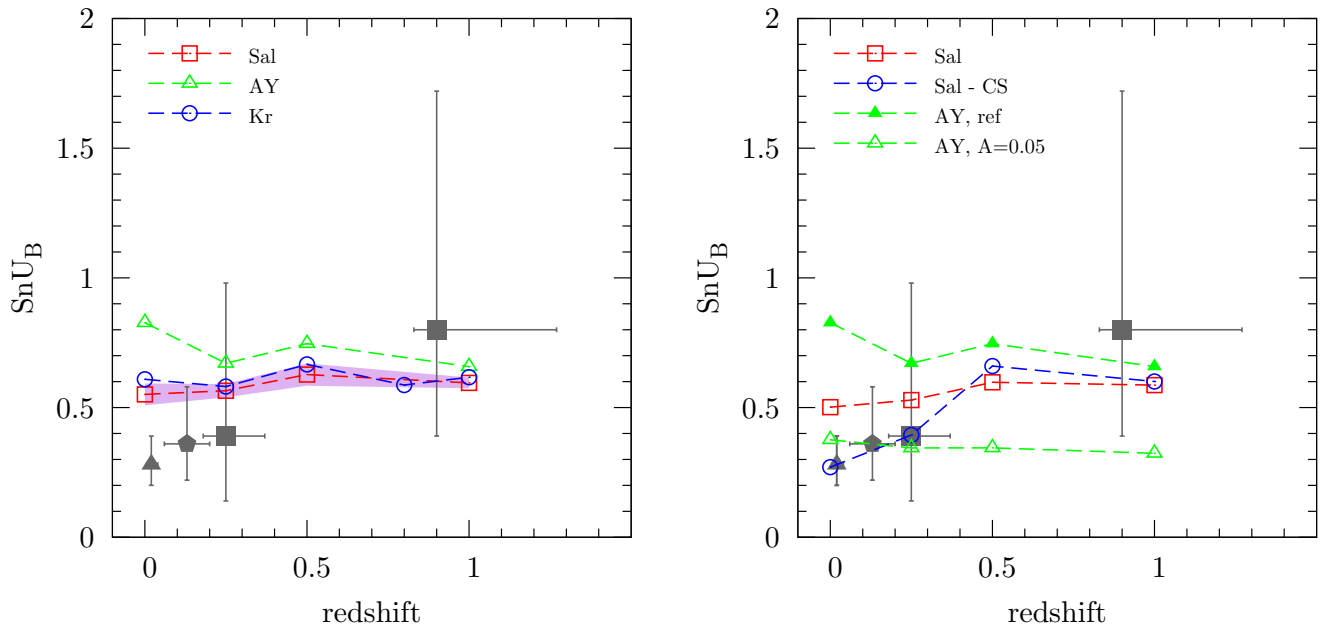 2
1.5
1
0.5
0
SnU_B
Sal
AY
Kr
0
0.5
1
redshift
2
1.5
1
0.5
0
SnU_B
Sal
Sal - CS
AY, ref
AY, A=0.05
0
0.5
1
redshift